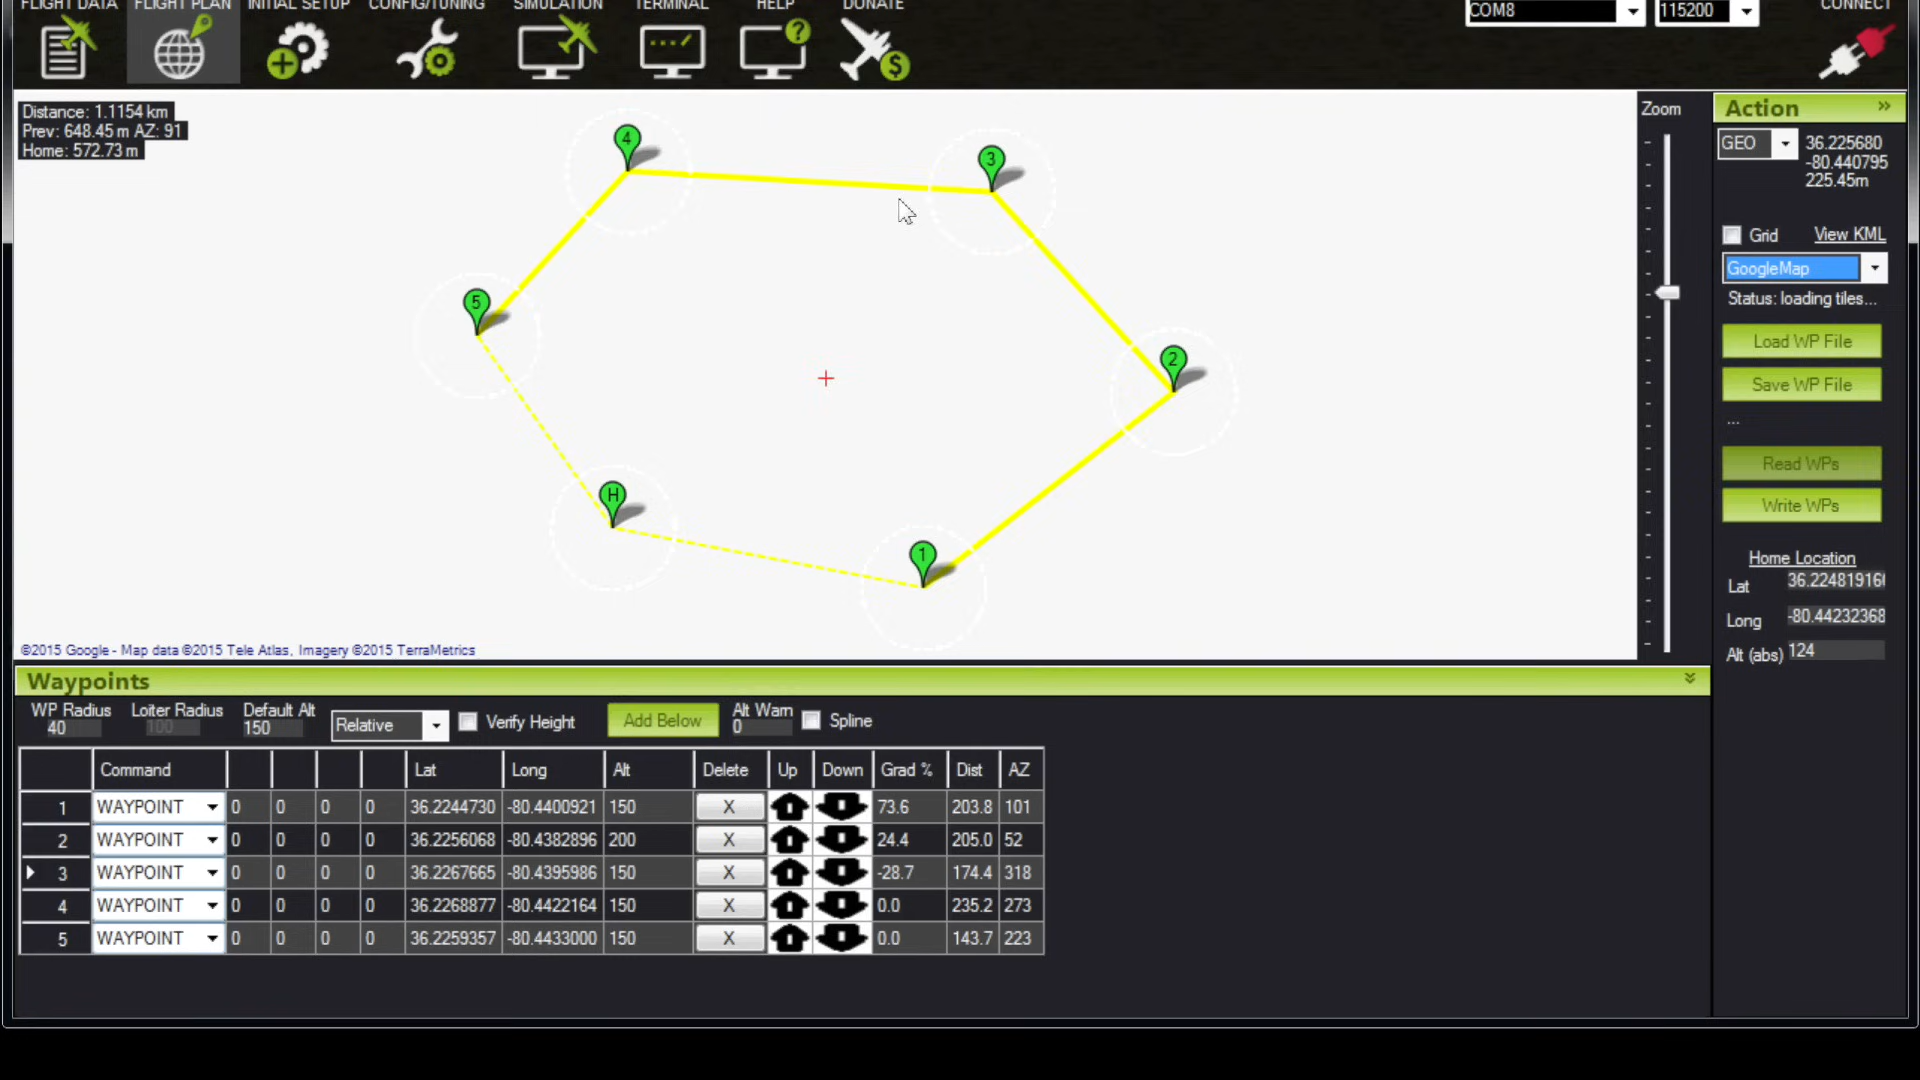 FLIGHT DATA FLIGHT PLAN INITIAL SETUP CONFIG/TUNING SIMULATION TERMINAL HELP DONATE COM8 115200 CONNECT
Distance: 1.1154 km
Prev: 648.45 m AZ: 91
Home: 572.73 m
4
3
5
2
H
1
©2015 Google - Map data ©2015 Tele Atlas, Imagery ©2015 TerraMetrics
Zoom
Action
GEO 36.225680
-80.440795
225.45m
Grid View KML
GoogleMap
Status: loading tiles...
Load WP File
Save WP File
...
Read WPs
Write WPs
Home Location
Lat 36.22481916
Long -80.44232368
Alt (abs) 124
Waypoints
WP Radius Loiter Radius Default Alt Alt Warn
40 100 150 Relative Verify Height Add Below 0 Spline
Command Lat Long Alt Delete Up Down Grad % Dist AZ
1 WAYPOINT 0 0 0 0 36.2244730 -80.4400921 150 X 73.6 203.8 101
2 WAYPOINT 0 0 0 0 36.2256068 -80.4382896 200 X 24.4 205.0 52
3 WAYPOINT 0 0 0 0 36.2267665 -80.4395986 150 X -28.7 174.4 318
4 WAYPOINT 0 0 0 0 36.2268877 -80.4422164 150 X 0.0 235.2 273
5 WAYPOINT 0 0 0 0 36.2259357 -80.4433000 150 X 0.0 143.7 223